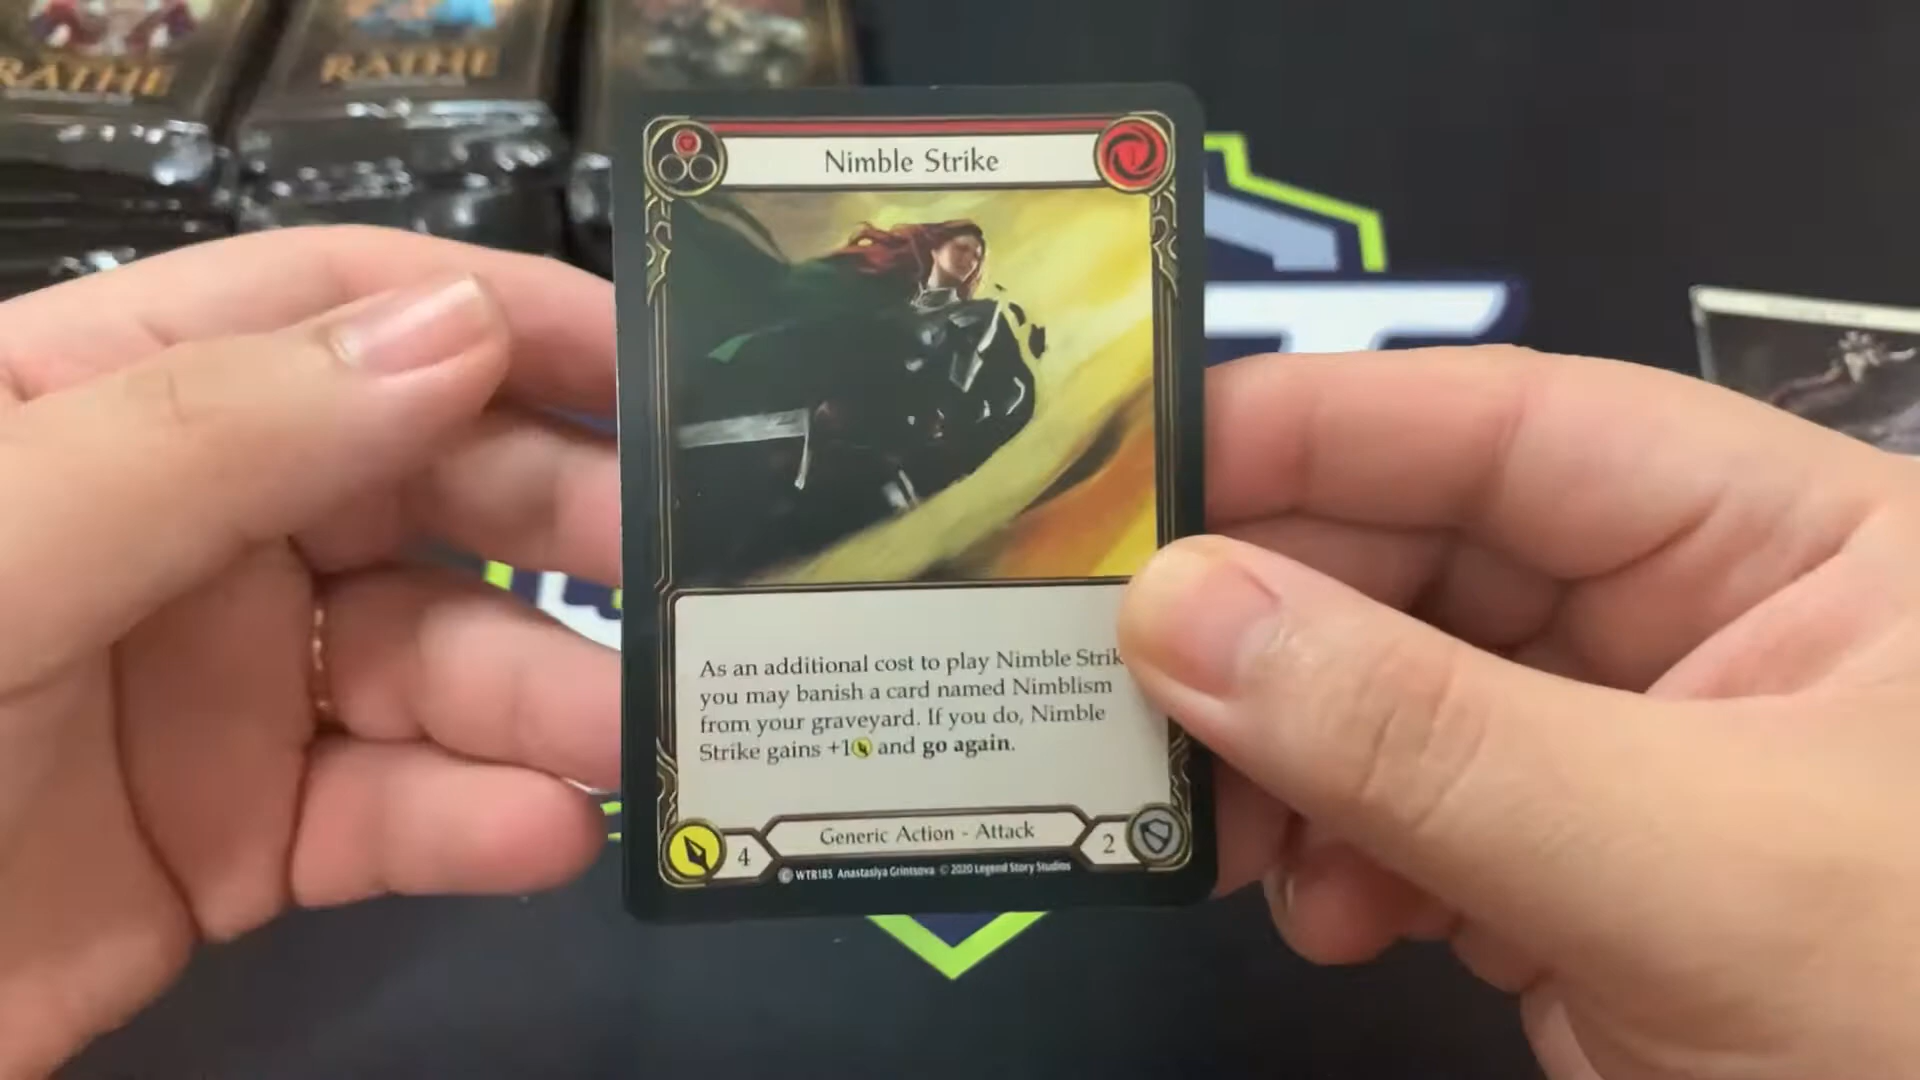 RATHE
RATHE
Nimble Strike
1
As an additional cost to play Nimble Strik
you may banish a card named Nimblism
from your graveyard. If you do, Nimble
Strike gains +1 and go again.
Generic Action - Attack
4
2
C WTR185 Anastasiya Grintsova © 2020 Legend Story Studios
T